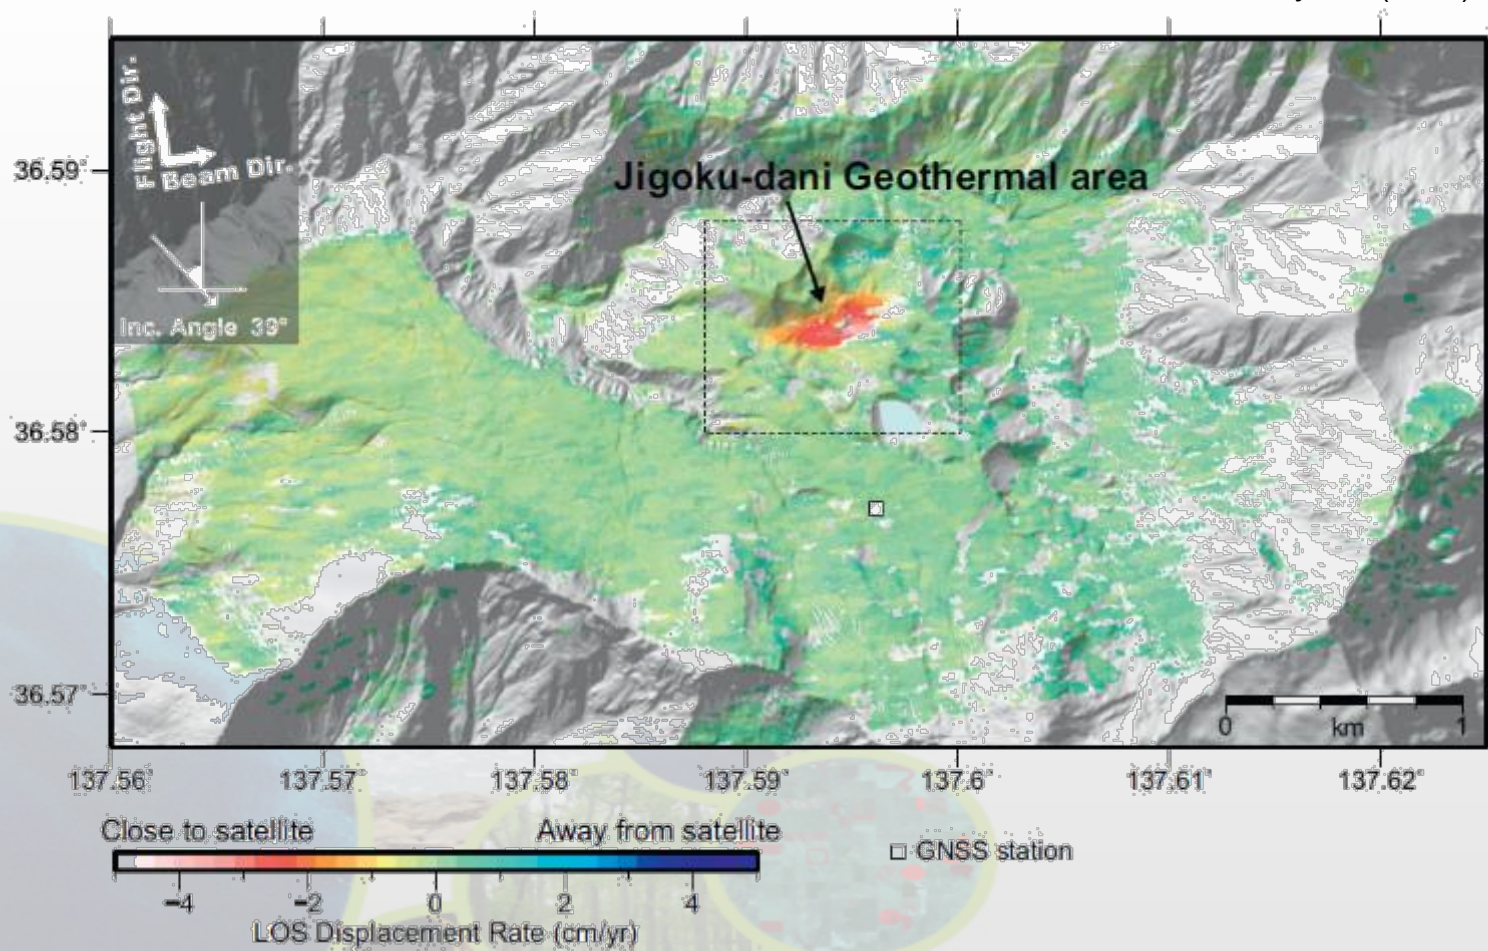 Flight Dir.
Beam Dir.
Inc. Angle 39°
36.59°
Jigoku-dani Geothermal area
36.58°
36.57°
0 km 1
137.56° 137.57° 137.58° 137.59° 137.6° 137.61° 137.62°
Close to satellite Away from satellite
GNSS station
−4 −2 0 2 4
LOS Displacement Rate (cm/yr)